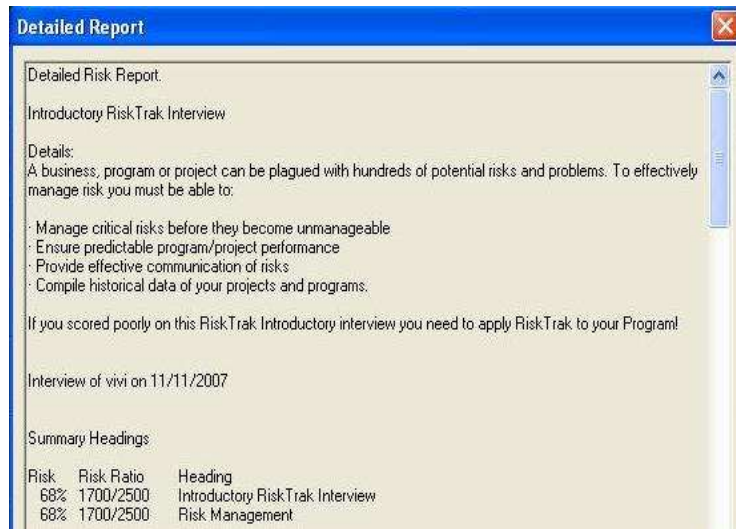 Detailed Report
Detailed Risk Report.
Introductory RiskTrak Interview
Details:
A business, program or project can be plagued with hundreds of potential risks and problems. To effectively
manage risk you must be able to:
· Manage critical risks before they become unmanageable
· Ensure predictable program/project performance
· Provide effective communication of risks
· Compile historical data of your projects and programs.
If you scored poorly on this RiskTrak Introductory interview you need to apply RiskTrak to your Program!
Interview of vivi on 11/11/2007
Summary Headings
Risk Risk Ratio Heading
68% 1700/2500 Introductory RiskTrak Interview
68% 1700/2500 Risk Management